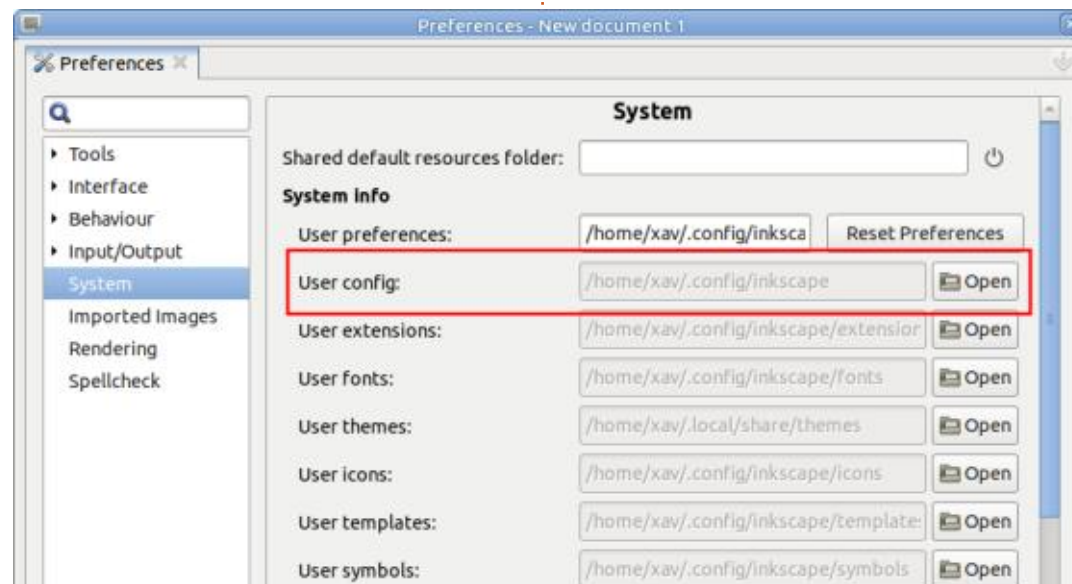 Preferences - New document 1
Preferences
System
Tools
Interface
Behaviour
Input/Output
System
Imported Images
Rendering
Spellcheck
Shared default resources folder:
System info
User preferences: /home/xav/.config/inksca Reset Preferences
User config: /home/xav/.config/inkscape Open
User extensions: /home/xav/.config/inkscape/extension Open
User fonts: /home/xav/.config/inkscape/fonts Open
User themes: /home/xav/.local/share/themes Open
User icons: /home/xav/.config/inkscape/icons Open
User templates: /home/xav/.config/inkscape/template Open
User symbols: /home/xav/.config/inkscape/symbols Open